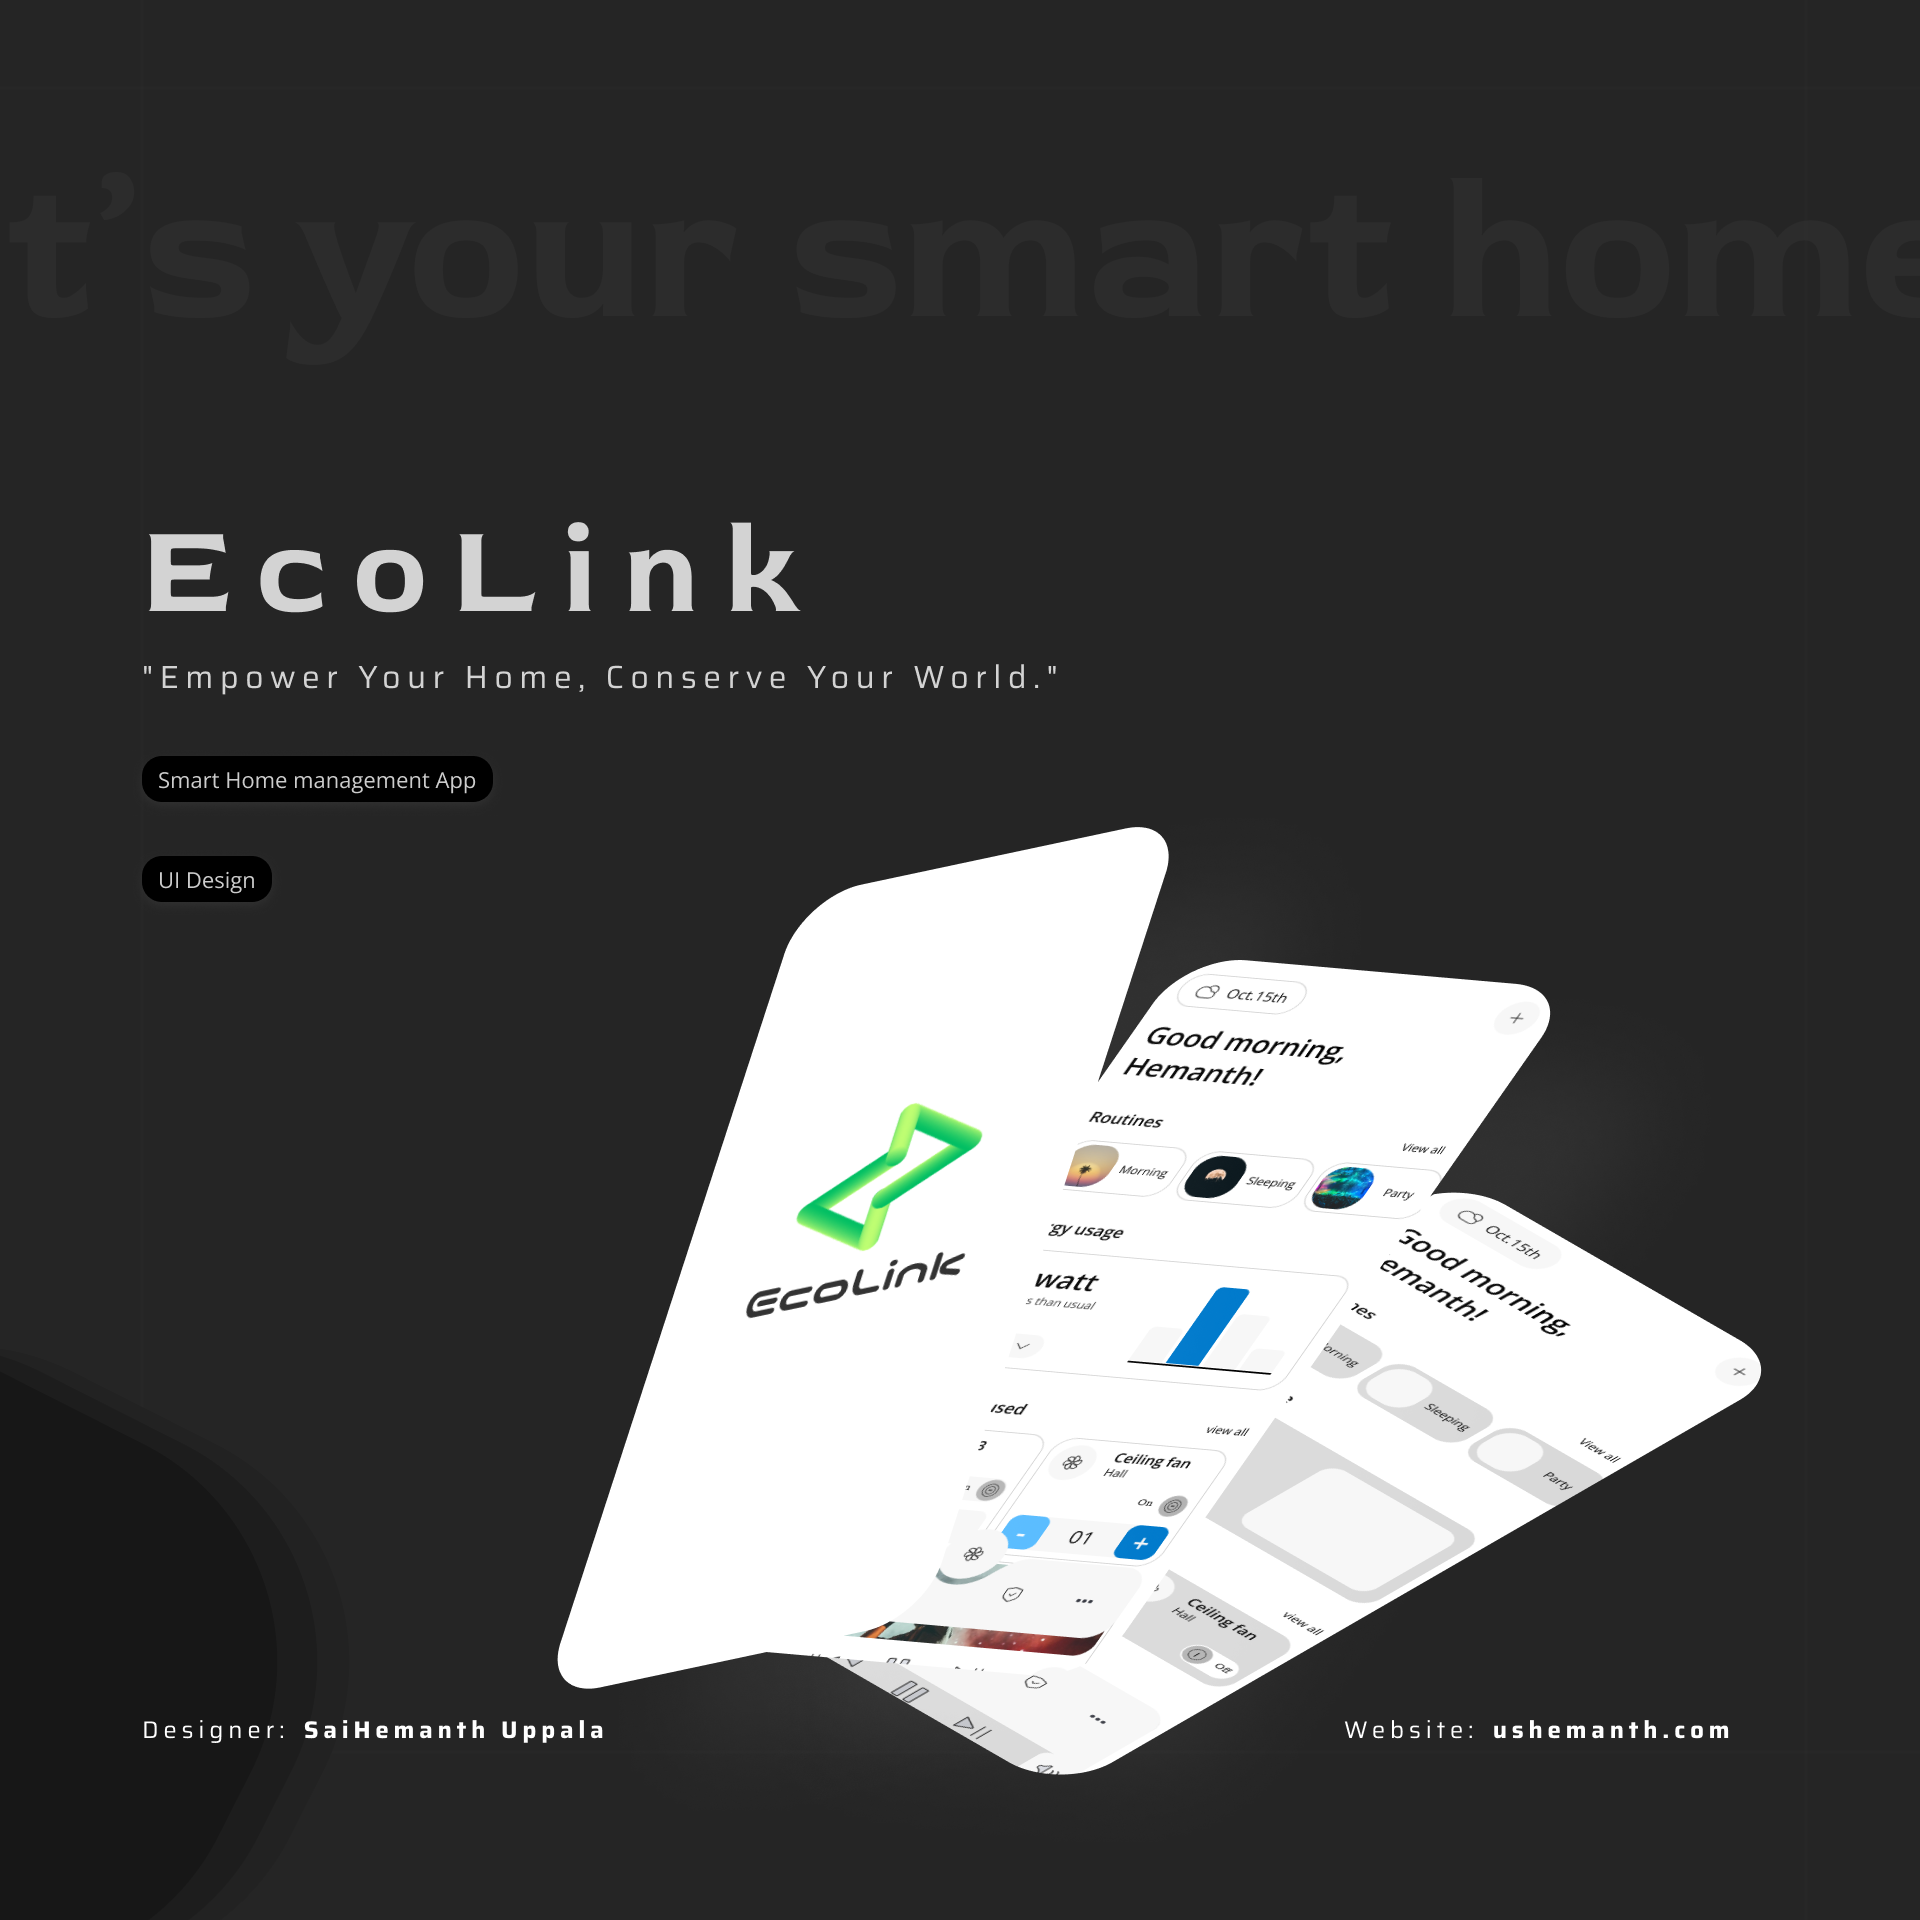 t’s your smart home
EcoLink
"Empower Your Home, Conserve Your World."
Smart Home management App
UI Design
EcoLink
Oct.15th
+
Good morning,
Hemanth!
Routines
View all
Morning
Sleeping
Party
gy usage
watt
s than usual
used
view all
3
Ceiling fan
Hall
On
- 01 +
Oct.15th
+
Good morning,
emanth!
nes
View all
orning
Sleeping
Party
view all
Ceiling fan
Hall
Off
Designer: SaiHemanth Uppala
Website: ushemanth.com